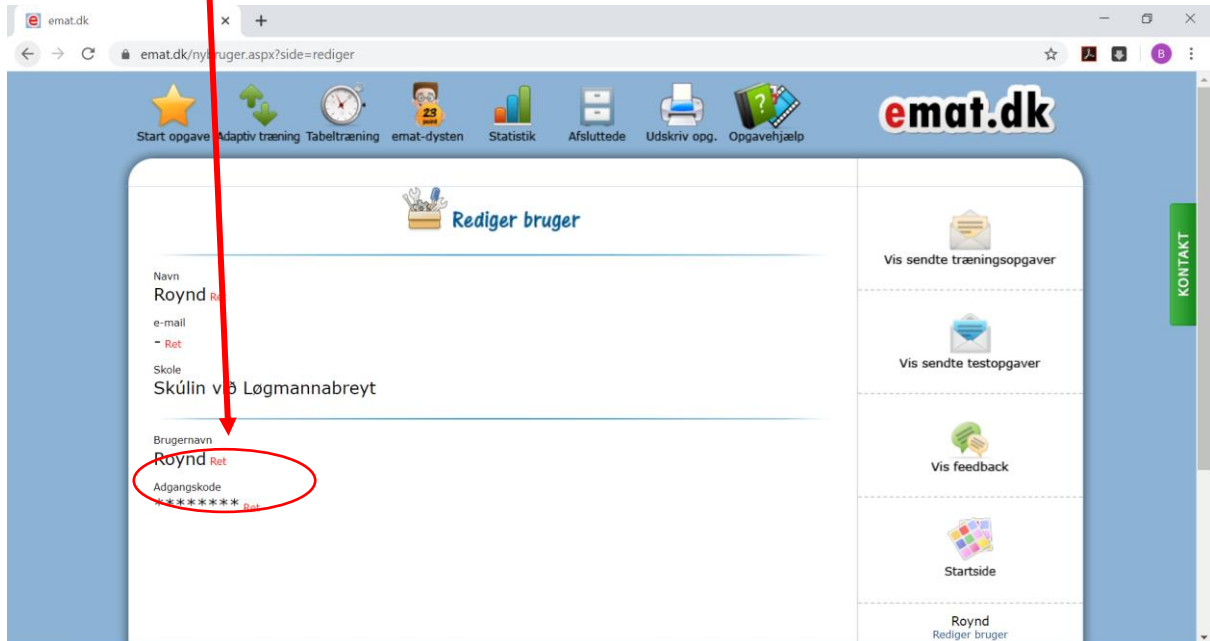 emat.dk
emat.dk/nybruger.aspx?side=rediger
B
Start opgave Adaptiv træning Tabeltræning emat-dysten Statistik Afsluttede Udskriv opg. Opgavehjælp
23
point
emat.dk
Rediger bruger
Navn
Roynd Ret
e-mail
- Ret
Skole
Skúlin við Løgmannabreyt
Brugernavn
Roynd Ret
Adgangskode
******** Ret
Vis sendte træningsopgaver
Vis sendte testopgaver
Vis feedback
Startside
Roynd
Rediger bruger
KONTAKT